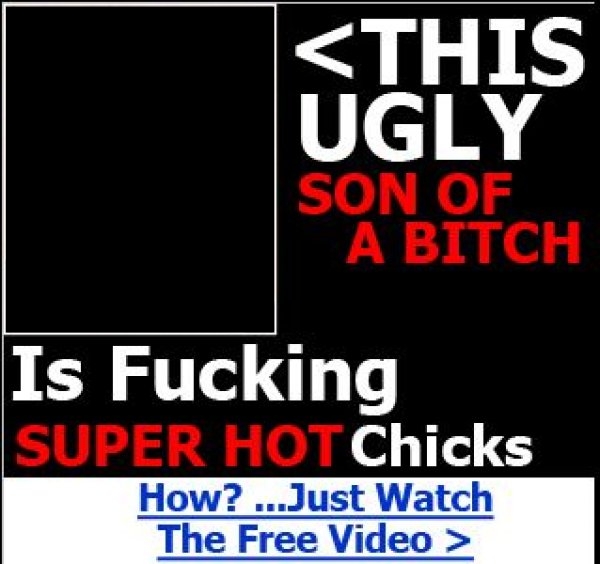 <THIS
UGLY
SON OF
A BITCH
Is Fucking
SUPER HOT Chicks
How? ...Just Watch
The Free Video >